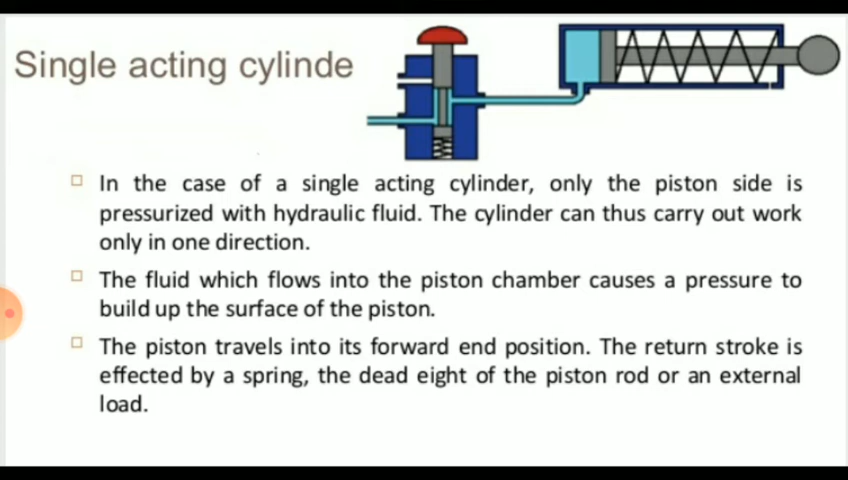 Single acting cylinde
In the case of a single acting cylinder, only the piston side is
pressurized with hydraulic fluid. The cylinder can thus carry out work
only in one direction.
The fluid which flows into the piston chamber causes a pressure to
build up the surface of the piston.
The piston travels into its forward end position. The return stroke is
effected by a spring, the dead eight of the piston rod or an external
load.